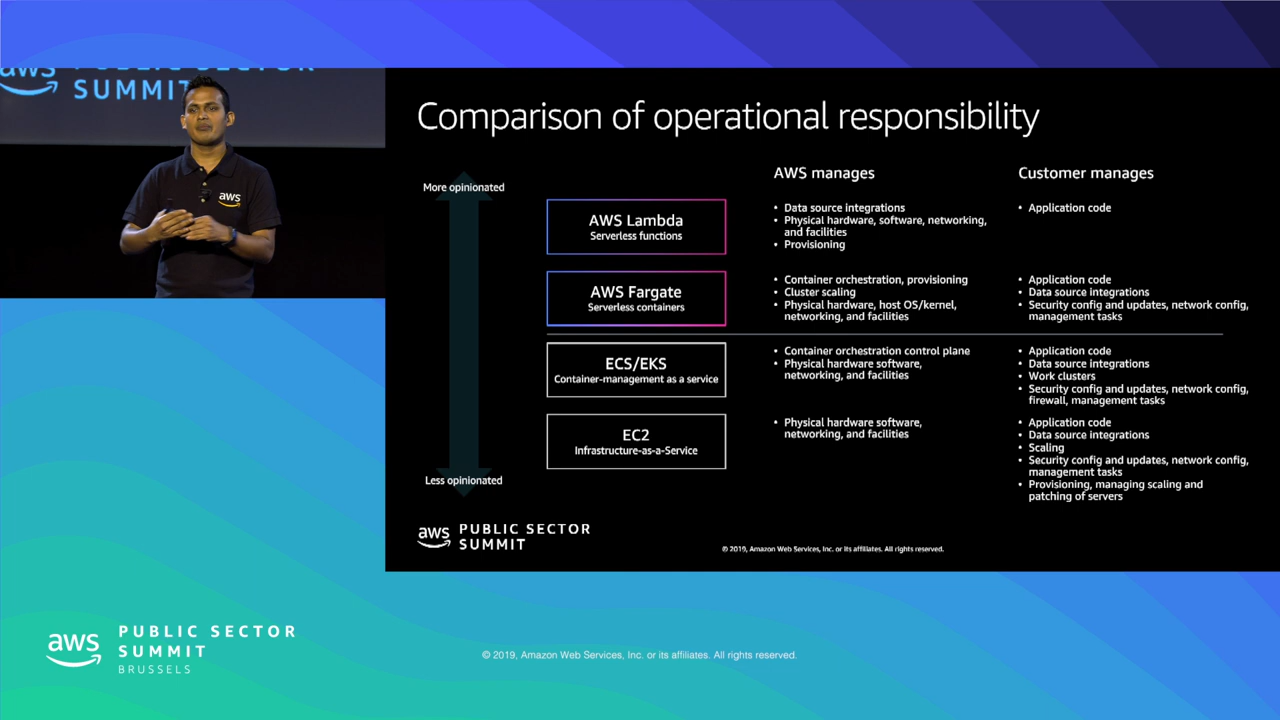 aws PUBLIC SECTOR
SUMMIT
aws
Comparison of operational responsibility
AWS manages
Customer manages
More opinionated
AWS Lambda
Serverless functions
• Data source integrations
• Physical hardware, software, networking,
and facilities
• Provisioning
• Application code
AWS Fargate
Serverless containers
• Container orchestration, provisioning
• Cluster scaling
• Physical hardware, host OS/kernel,
networking, and facilities
• Application code
• Data source integrations
• Security config and updates, network config,
management tasks
ECS/EKS
Container-management as a service
• Container orchestration control plane
• Physical hardware software,
networking, and facilities
• Application code
• Data source integrations
• Work clusters
• Security config and updates, network config,
firewall, management tasks
EC2
Infrastructure-as-a-Service
• Physical hardware software,
networking, and facilities
• Application code
• Data source integrations
• Scaling
• Security config and updates, network config,
management tasks
• Provisioning, managing scaling and
patching of servers
Less opinionated
aws PUBLIC SECTOR
SUMMIT
© 2019, Amazon Web Services, Inc. or its affiliates. All rights reserved.
aws PUBLIC SECTOR
SUMMIT
BRUSSELS
© 2019, Amazon Web Services, Inc. or its affiliates. All rights reserved.